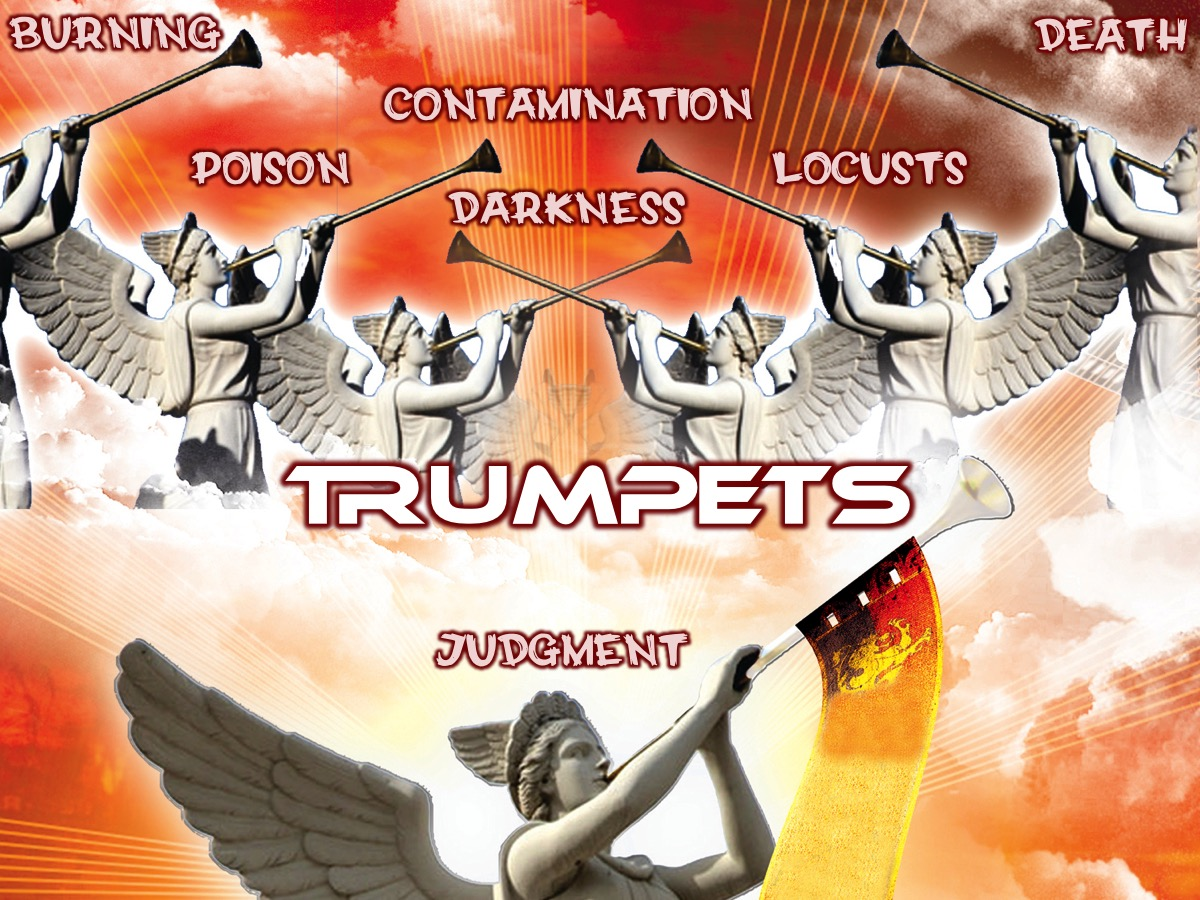 BURNING
DEATH
CONTAMINATION
POISON
LOCUSTS
DARKNESS
TRUMPETS
JUDGMENT